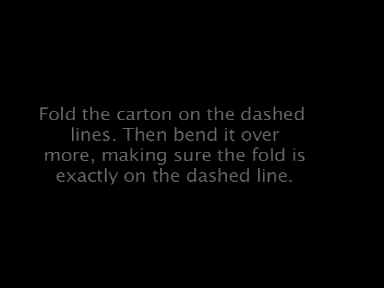 Fold the carton on the dashed
lines. Then bend it over
more, making sure the fold is
exactly on the dashed line.